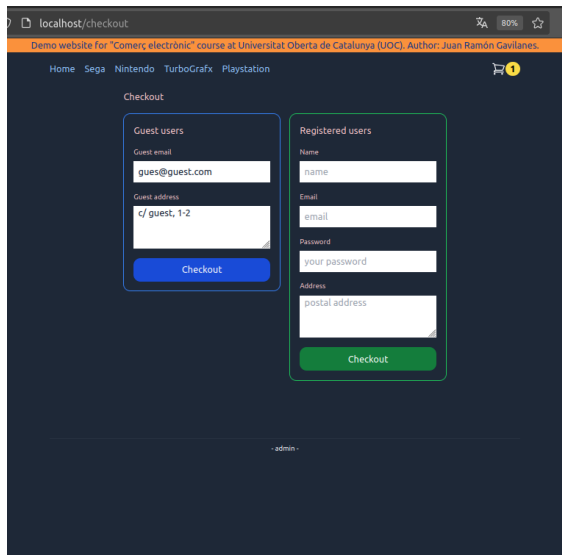 localhost/checkout
80%
Demo website for "Comerç electrònic" course at Universitat Oberta de Catalunya (UOC). Author: Juan Ramón Gavilanes.
Home Sega Nintendo TurboGrafx Playstation
1
Checkout
Guest users
Guest email
gues@guest.com
Guest address
c/ guest, 1-2
Checkout
Registered users
Name
name
Email
email
Password
your password
Address
postal address
Checkout
- admin -